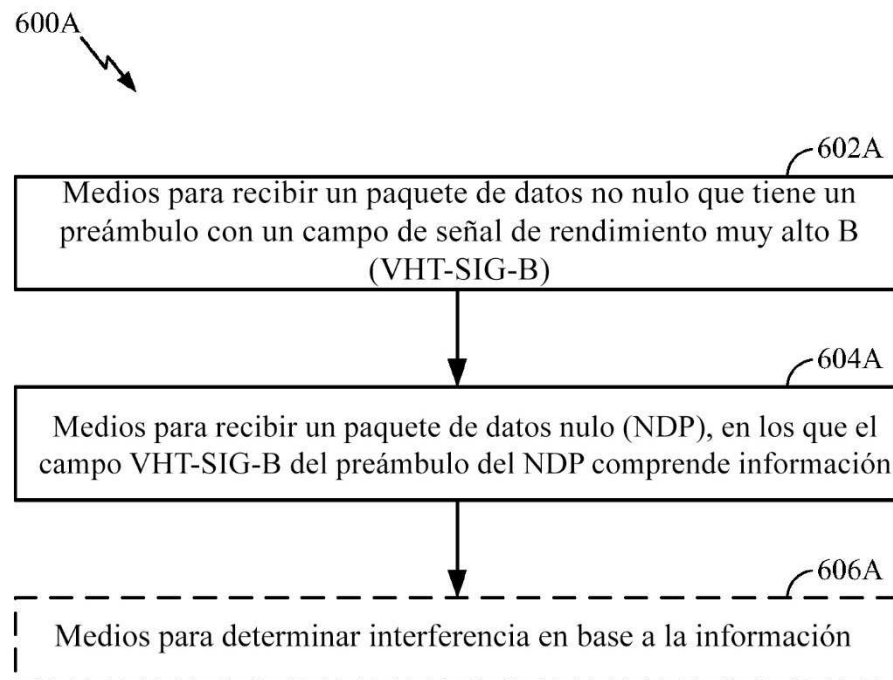 600A
602A
Medios para recibir un paquete de datos no nulo que tiene un
preámbulo con un campo de señal de rendimiento muy alto B
(VHT-SIG-B)
604A
Medios para recibir un paquete de datos nulo (NDP), en los que el
campo VHT-SIG-B del preámbulo del NDP comprende información
606A
Medios para determinar interferencia en base a la información